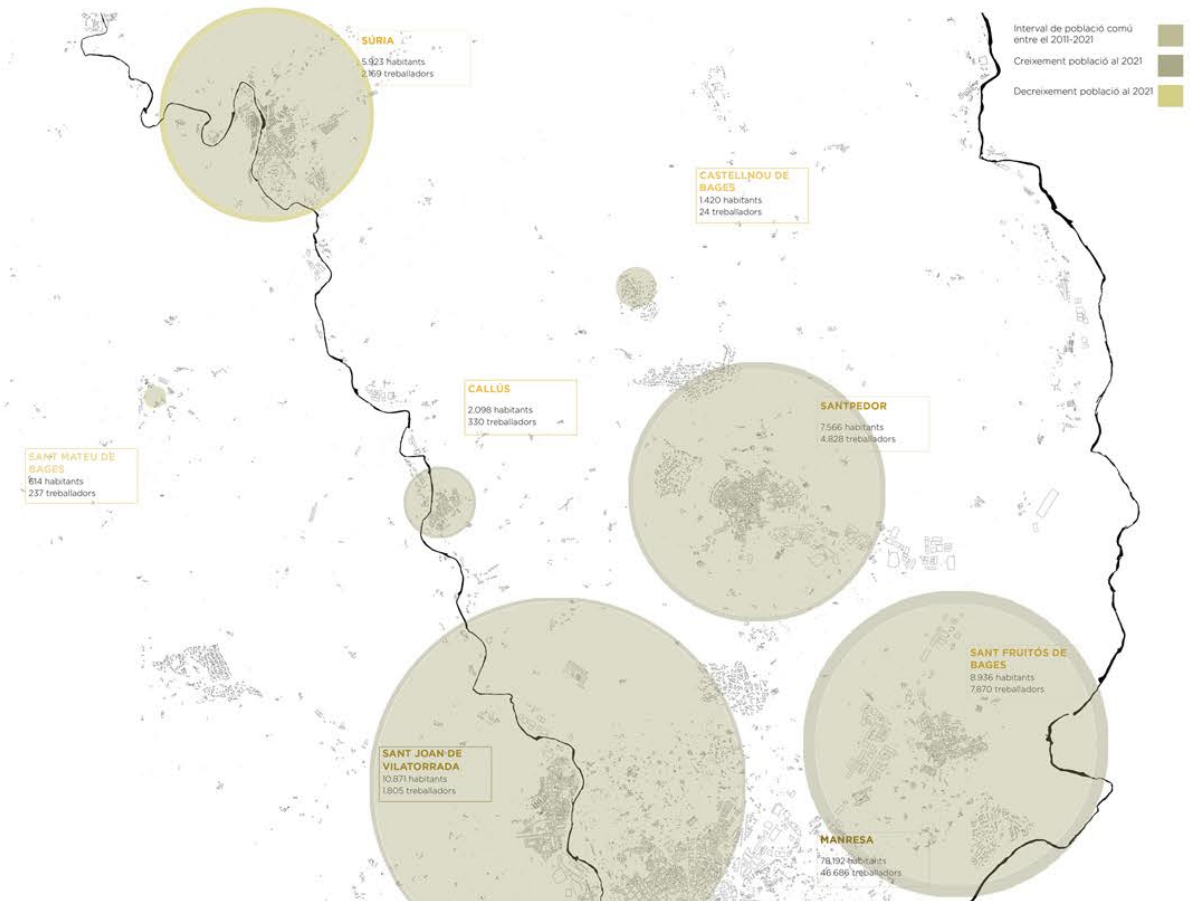 SÚRIA
5.923 habitants
2.169 treballadors
Interval de població comú
entre el 2011-2021
Creixement població al 2021
Decreixement població al 2021
CASTELLNOU DE
BAGES
1.420 habitants
24 treballadors
CALLÚS
2.098 habitants
330 treballadors
SANTPEDOR
7.566 habitants
4.828 treballadors
SANT MATEU DE
BAGES
614 habitants
237 treballadors
SANT FRUITÓS DE
BAGES
8.936 habitants
7.870 treballadors
SANT JOAN DE
VILATORRADA
10.871 habitants
1.805 treballadors
MANRESA
78.192 habitants
46.686 treballadors